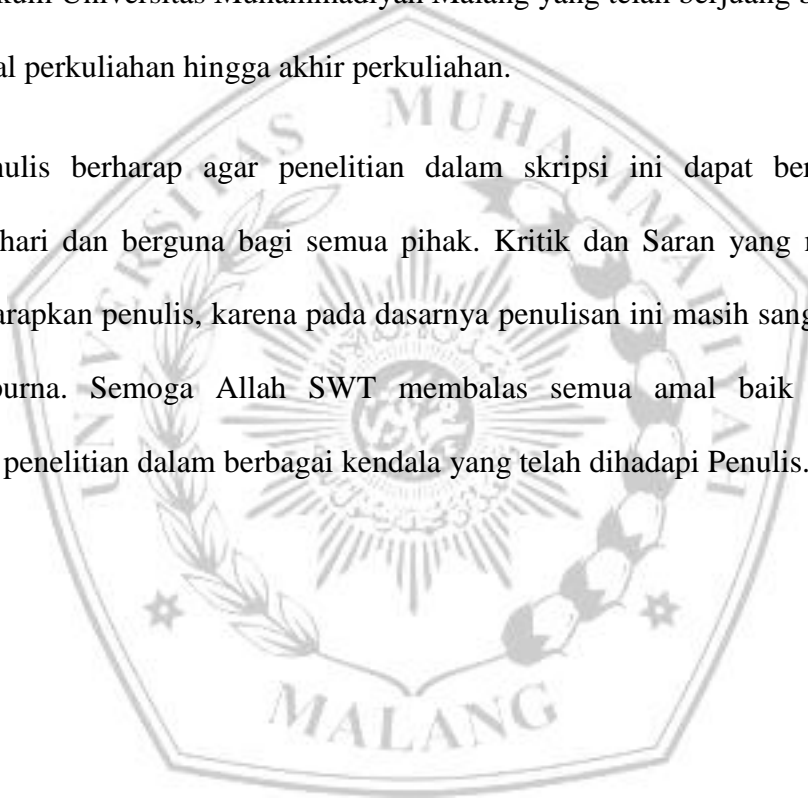 kum Universitas Muhammadiyah Malang yang telah berjuang
al perkuliahan hingga akhir perkuliahan.
nulis berharap agar penelitian dalam skripsi ini dapat ber
hari dan berguna bagi semua pihak. Kritik dan Saran yang
arapkan penulis, karena pada dasarnya penulisan ini masih sang
purna. Semoga Allah SWT membalas semua amal baik
penelitian dalam berbagai kendala yang telah dihadapi Penulis.
UNIVERSITAS MUHAMMADIYAH
MALANG